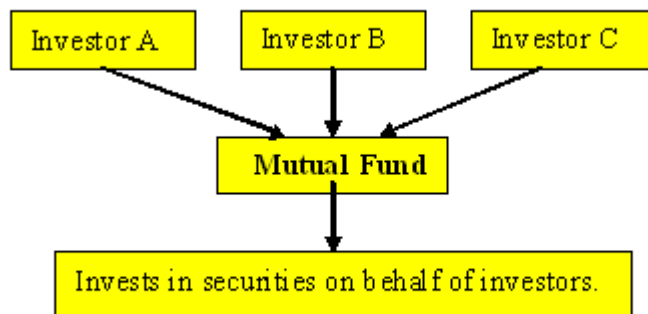 Investor A
Investor B
Investor C
Mutual Fund
Invests in securities on behalf of investors.